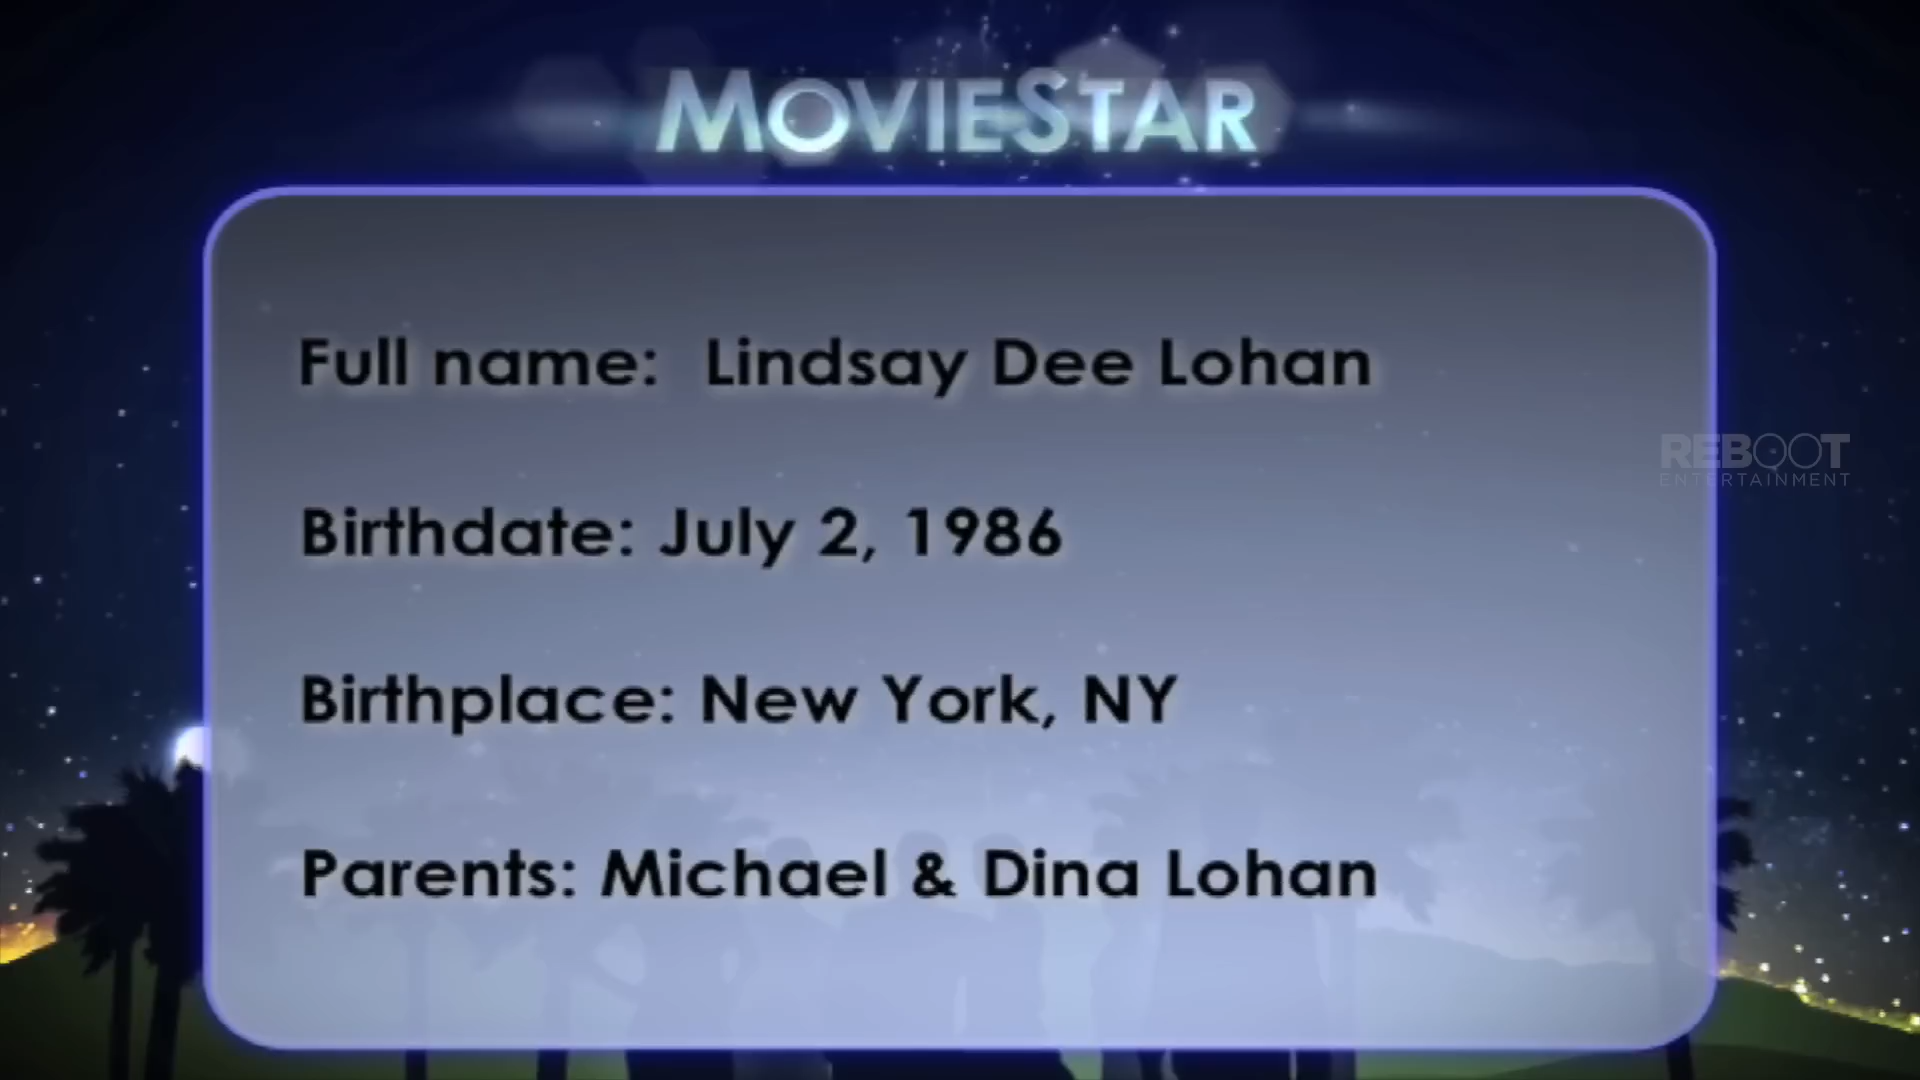 MOVIESTAR
Full name: Lindsay Dee Lohan
REBOOT
ENTERTAINMENT
Birthdate: July 2, 1986
Birthplace: New York, NY
Parents: Michael & Dina Lohan